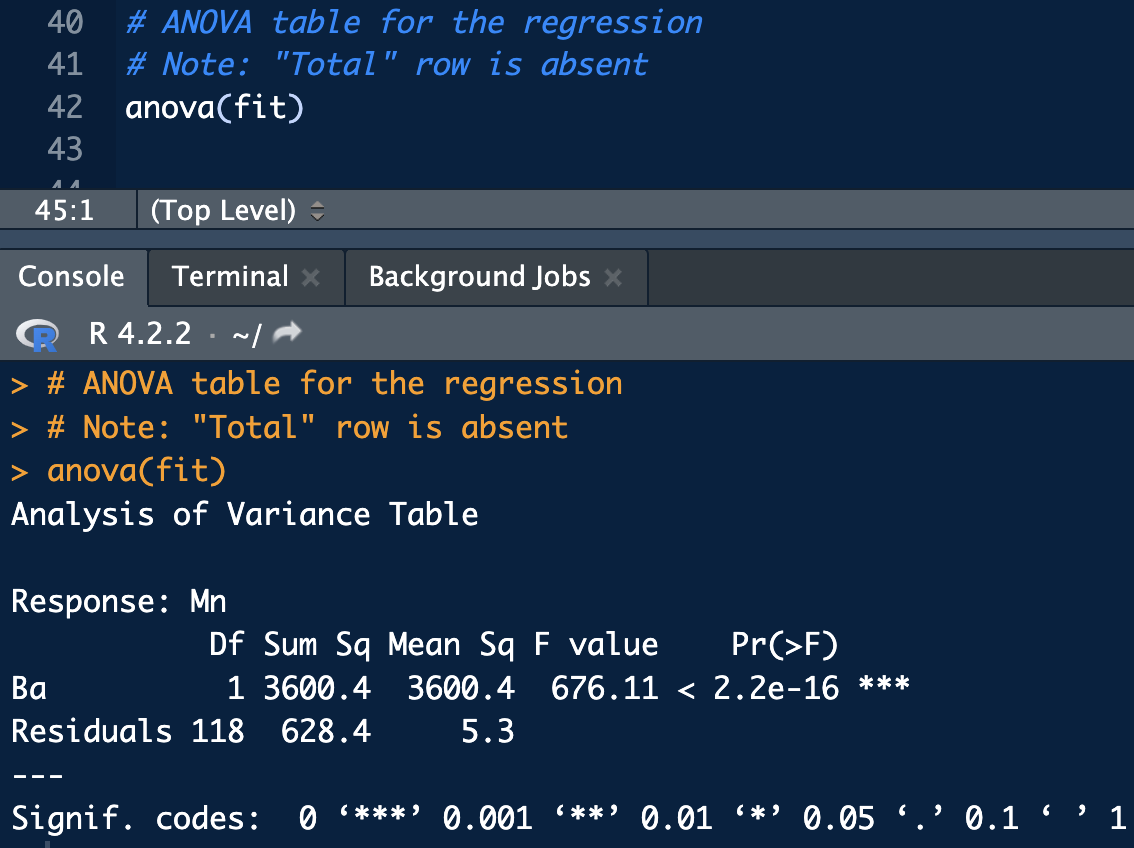 40 # ANOVA table for the regression
41 # Note: "Total" row is absent
42 anova(fit)
43
44
45:1 (Top Level)
Console Terminal Background Jobs
R 4.2.2 · ~/
> # ANOVA table for the regression
> # Note: "Total" row is absent
> anova(fit)
Analysis of Variance Table
Response: Mn
           Df Sum Sq Mean Sq F value    Pr(>F)
Ba          1 3600.4  3600.4  676.11 < 2.2e-16 ***
Residuals 118  628.4     5.3
---
Signif. codes:  0 ‘***’ 0.001 ‘**’ 0.01 ‘*’ 0.05 ‘.’ 0.1 ‘ ’ 1